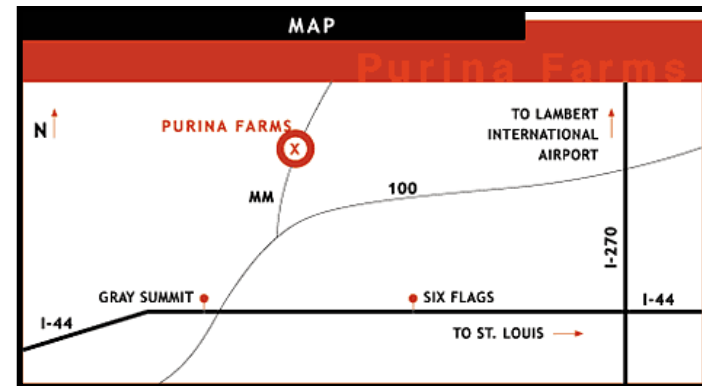 MAP
Purina Farms
N
PURINA FARMS
X
TO LAMBERT
INTERNATIONAL
AIRPORT
MM
100
I-270
GRAY SUMMIT
SIX FLAGS
I-44
I-44
TO ST. LOUIS